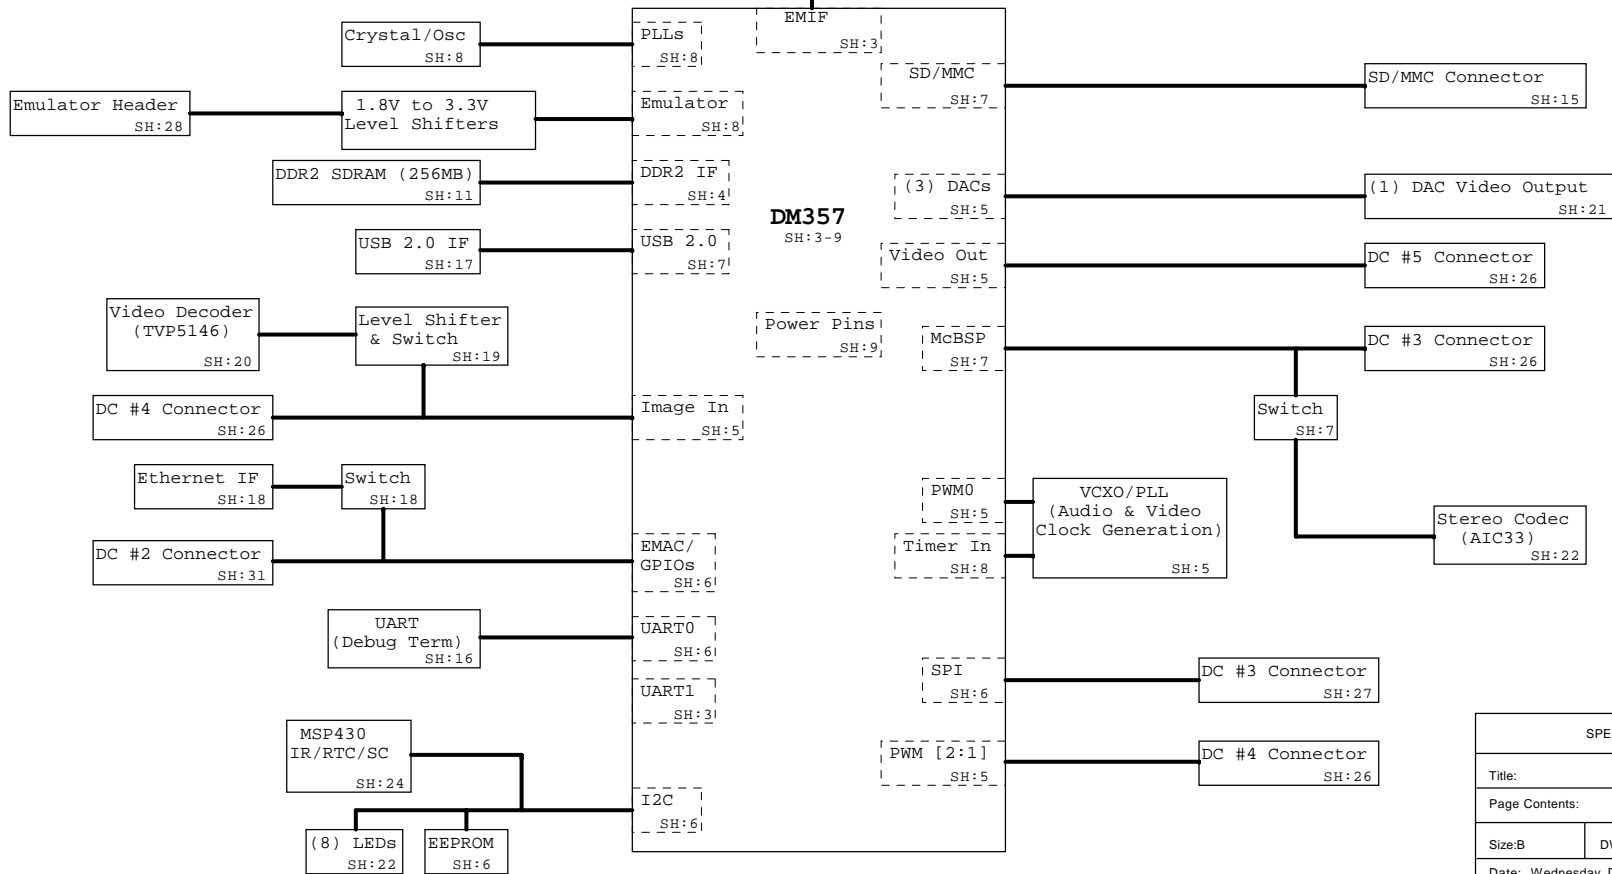 EMIF
SH:3
Crystal/Osc
SH:8
PLLs
SH:8
SD/MMC
SH:7
SD/MMC Connector
SH:15
Emulator Header
SH:28
1.8V to 3.3V
Level Shifters
Emulator
SH:8
DDR2 SDRAM (256MB)
SH:11
DDR2 IF
SH:4
(3) DACs
SH:5
(1) DAC Video Output
SH:21
DM357
SH:3-9
USB 2.0 IF
SH:17
USB 2.0
SH:7
Video Out
SH:5
DC #5 Connector
SH:26
Video Decoder
(TVP5146)
SH:20
Level Shifter
& Switch
SH:19
Power Pins
SH:9
McBSP
SH:7
DC #3 Connector
SH:26
DC #4 Connector
SH:26
Image In
SH:5
Switch
SH:7
Ethernet IF
SH:18
Switch
SH:18
PWM0
SH:5
VCXO/PLL
(Audio & Video
Clock Generation)
SH:5
Timer In
SH:8
Stereo Codec
(AIC33)
SH:22
DC #2 Connector
SH:31
EMAC/
GPIOs
SH:6
UART
(Debug Term)
SH:16
UART0
SH:6
SPI
SH:6
DC #3 Connector
SH:27
UART1
SH:3
MSP430
IR/RTC/SC
SH:24
PWM [2:1]
SH:5
DC #4 Connector
SH:26
I2C
SH:6
(8) LEDs
SH:22
EEPROM
SH:6
SPE
Title:
Page Contents:
Size:B
Date: Wednesday